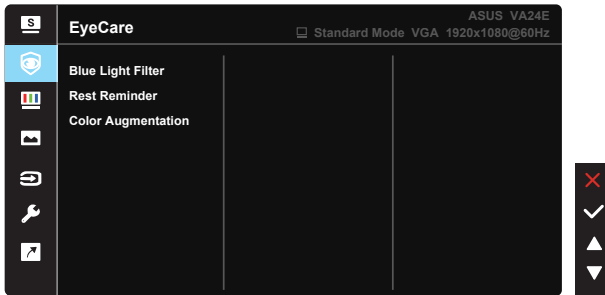 S
EyeCare
ASUS VA24E
Standard Mode VGA 1920x1080@60Hz
Blue Light Filter
Rest Reminder
Color Augmentation